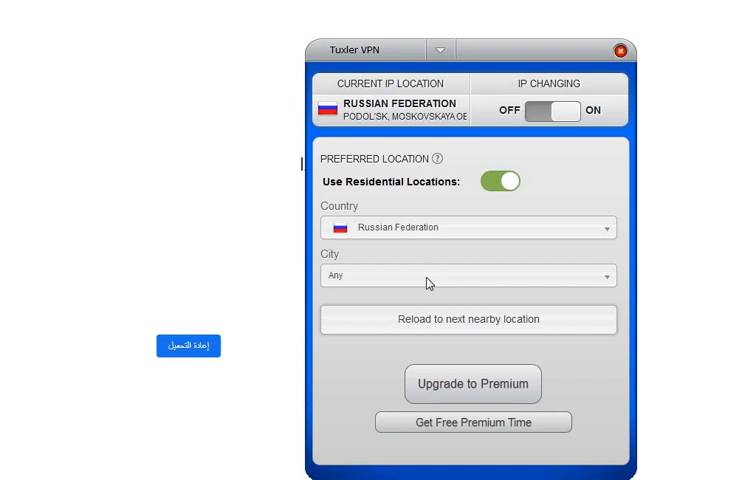 Tuxler VPN
CURRENT IP LOCATION
IP CHANGING
RUSSIAN FEDERATION
PODOL'SK, MOSKOVSKAYA OE
OFF
ON
PREFERRED LOCATION ?
Use Residential Locations:
Country
Russian Federation
City
Any
Reload to next nearby location
إعادة التحميل
Upgrade to Premium
Get Free Premium Time